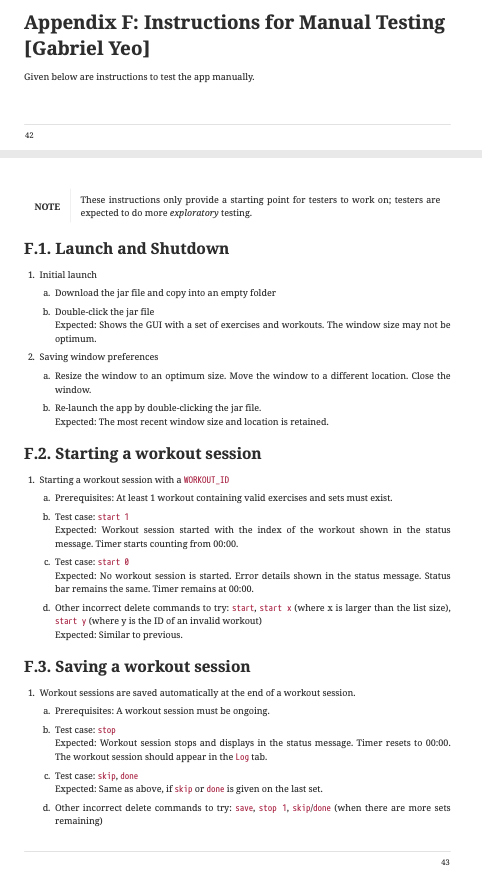 Appendix F: Instructions for Manual Testing
[Gabriel Yeo]
Given below are instructions to test the app manually.
42
NOTE
These instructions only provide a starting point for testers to work on; testers are
expected to do more exploratory testing.
F.1. Launch and Shutdown
1. Initial launch
a. Download the jar file and copy into an empty folder
b. Double-click the jar file
Expected: Shows the GUI with a set of exercises and workouts. The window size may not be
optimum.
2. Saving window preferences
a. Resize the window to an optimum size. Move the window to a different location. Close the
window.
b. Re-launch the app by double-clicking the jar file.
Expected: The most recent window size and location is retained.
F.2. Starting a workout session
1. Starting a workout session with a WORKOUT_ID
a. Prerequisites: At least 1 workout containing valid exercises and sets must exist.
b. Test case: start 1
Expected: Workout session started with the index of the workout shown in the status
message. Timer starts counting from 00:00.
c. Test case: start 0
Expected: No workout session is started. Error details shown in the status message. Status
bar remains the same. Timer remains at 00:00.
d. Other incorrect delete commands to try: start, start x (where x is larger than the list size),
start y (where y is the ID of an invalid workout)
Expected: Similar to previous.
F.3. Saving a workout session
1. Workout sessions are saved automatically at the end of a workout session.
a. Prerequisites: A workout session must be ongoing.
b. Test case: stop
Expected: Workout session stops and displays in the status message. Timer resets to 00:00.
The workout session should appear in the Log tab.
c. Test case: skip, done
Expected: Same as above, if skip or done is given on the last set.
d. Other incorrect delete commands to try: save, stop 1, skip/done (when there are more sets
remaining)
43